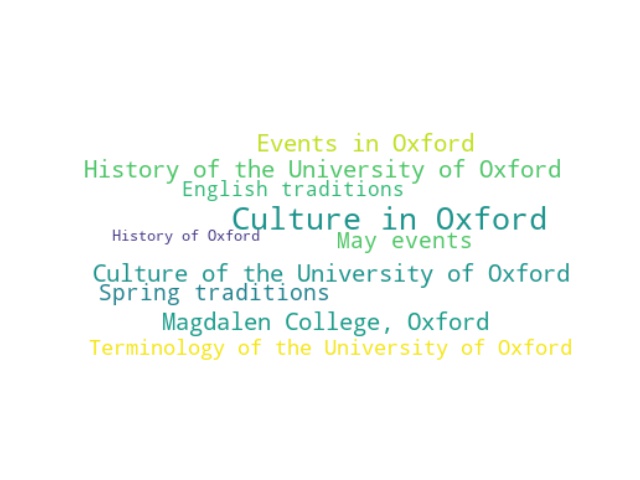 Events in Oxford
History of the University of Oxford
English traditions
Culture in Oxford
History of Oxford
May events
Culture of the University of Oxford
Spring traditions
Magdalen College, Oxford
Terminology of the University of Oxford